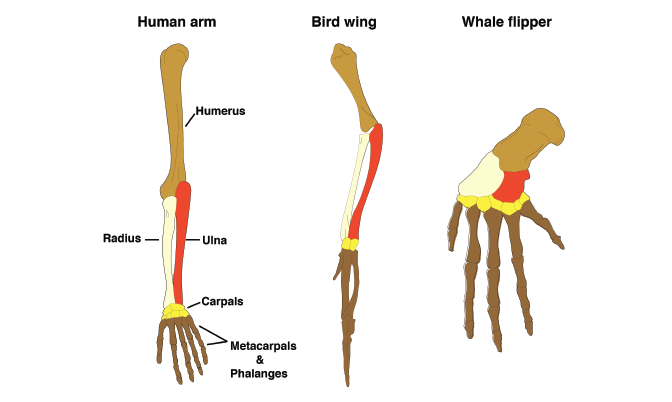 Human arm
Bird wing
Whale flipper
Humerus
Radius
Ulna
Carpals
Metacarpals
&
Phalanges